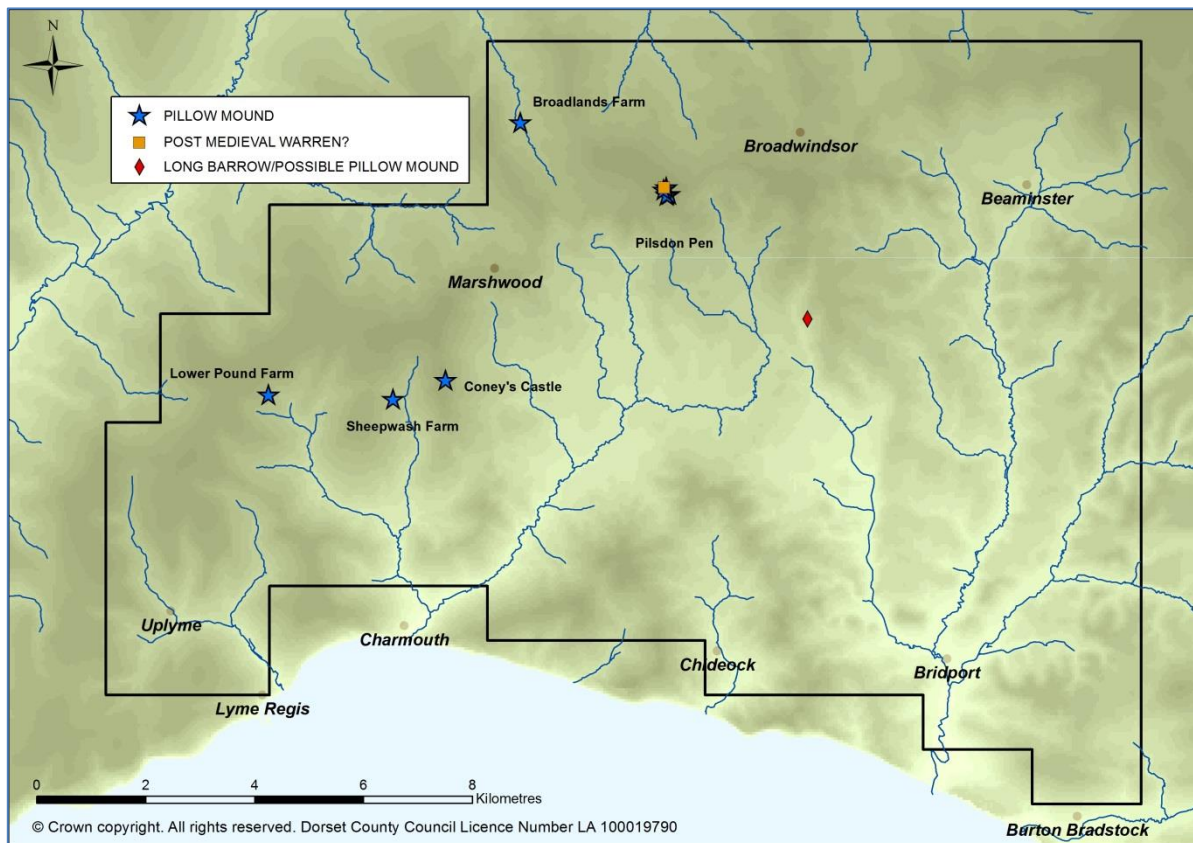 N
PILLOW MOUND
POST MEDIEVAL WARREN?
LONG BARROW/POSSIBLE PILLOW MOUND
Broadlands Farm
Broadwindsor
Beaminster
Pilsdon Pen
Marshwood
Lower Pound Farm
Coney's Castle
Sheepwash Farm
Uplyme
Charmouth
Chideock
Bridport
Lyme Regis
0 2 4 6 8
Kilometres
Burton Bradstock
© Crown copyright. All rights reserved. Dorset County Council Licence Number LA 100019790